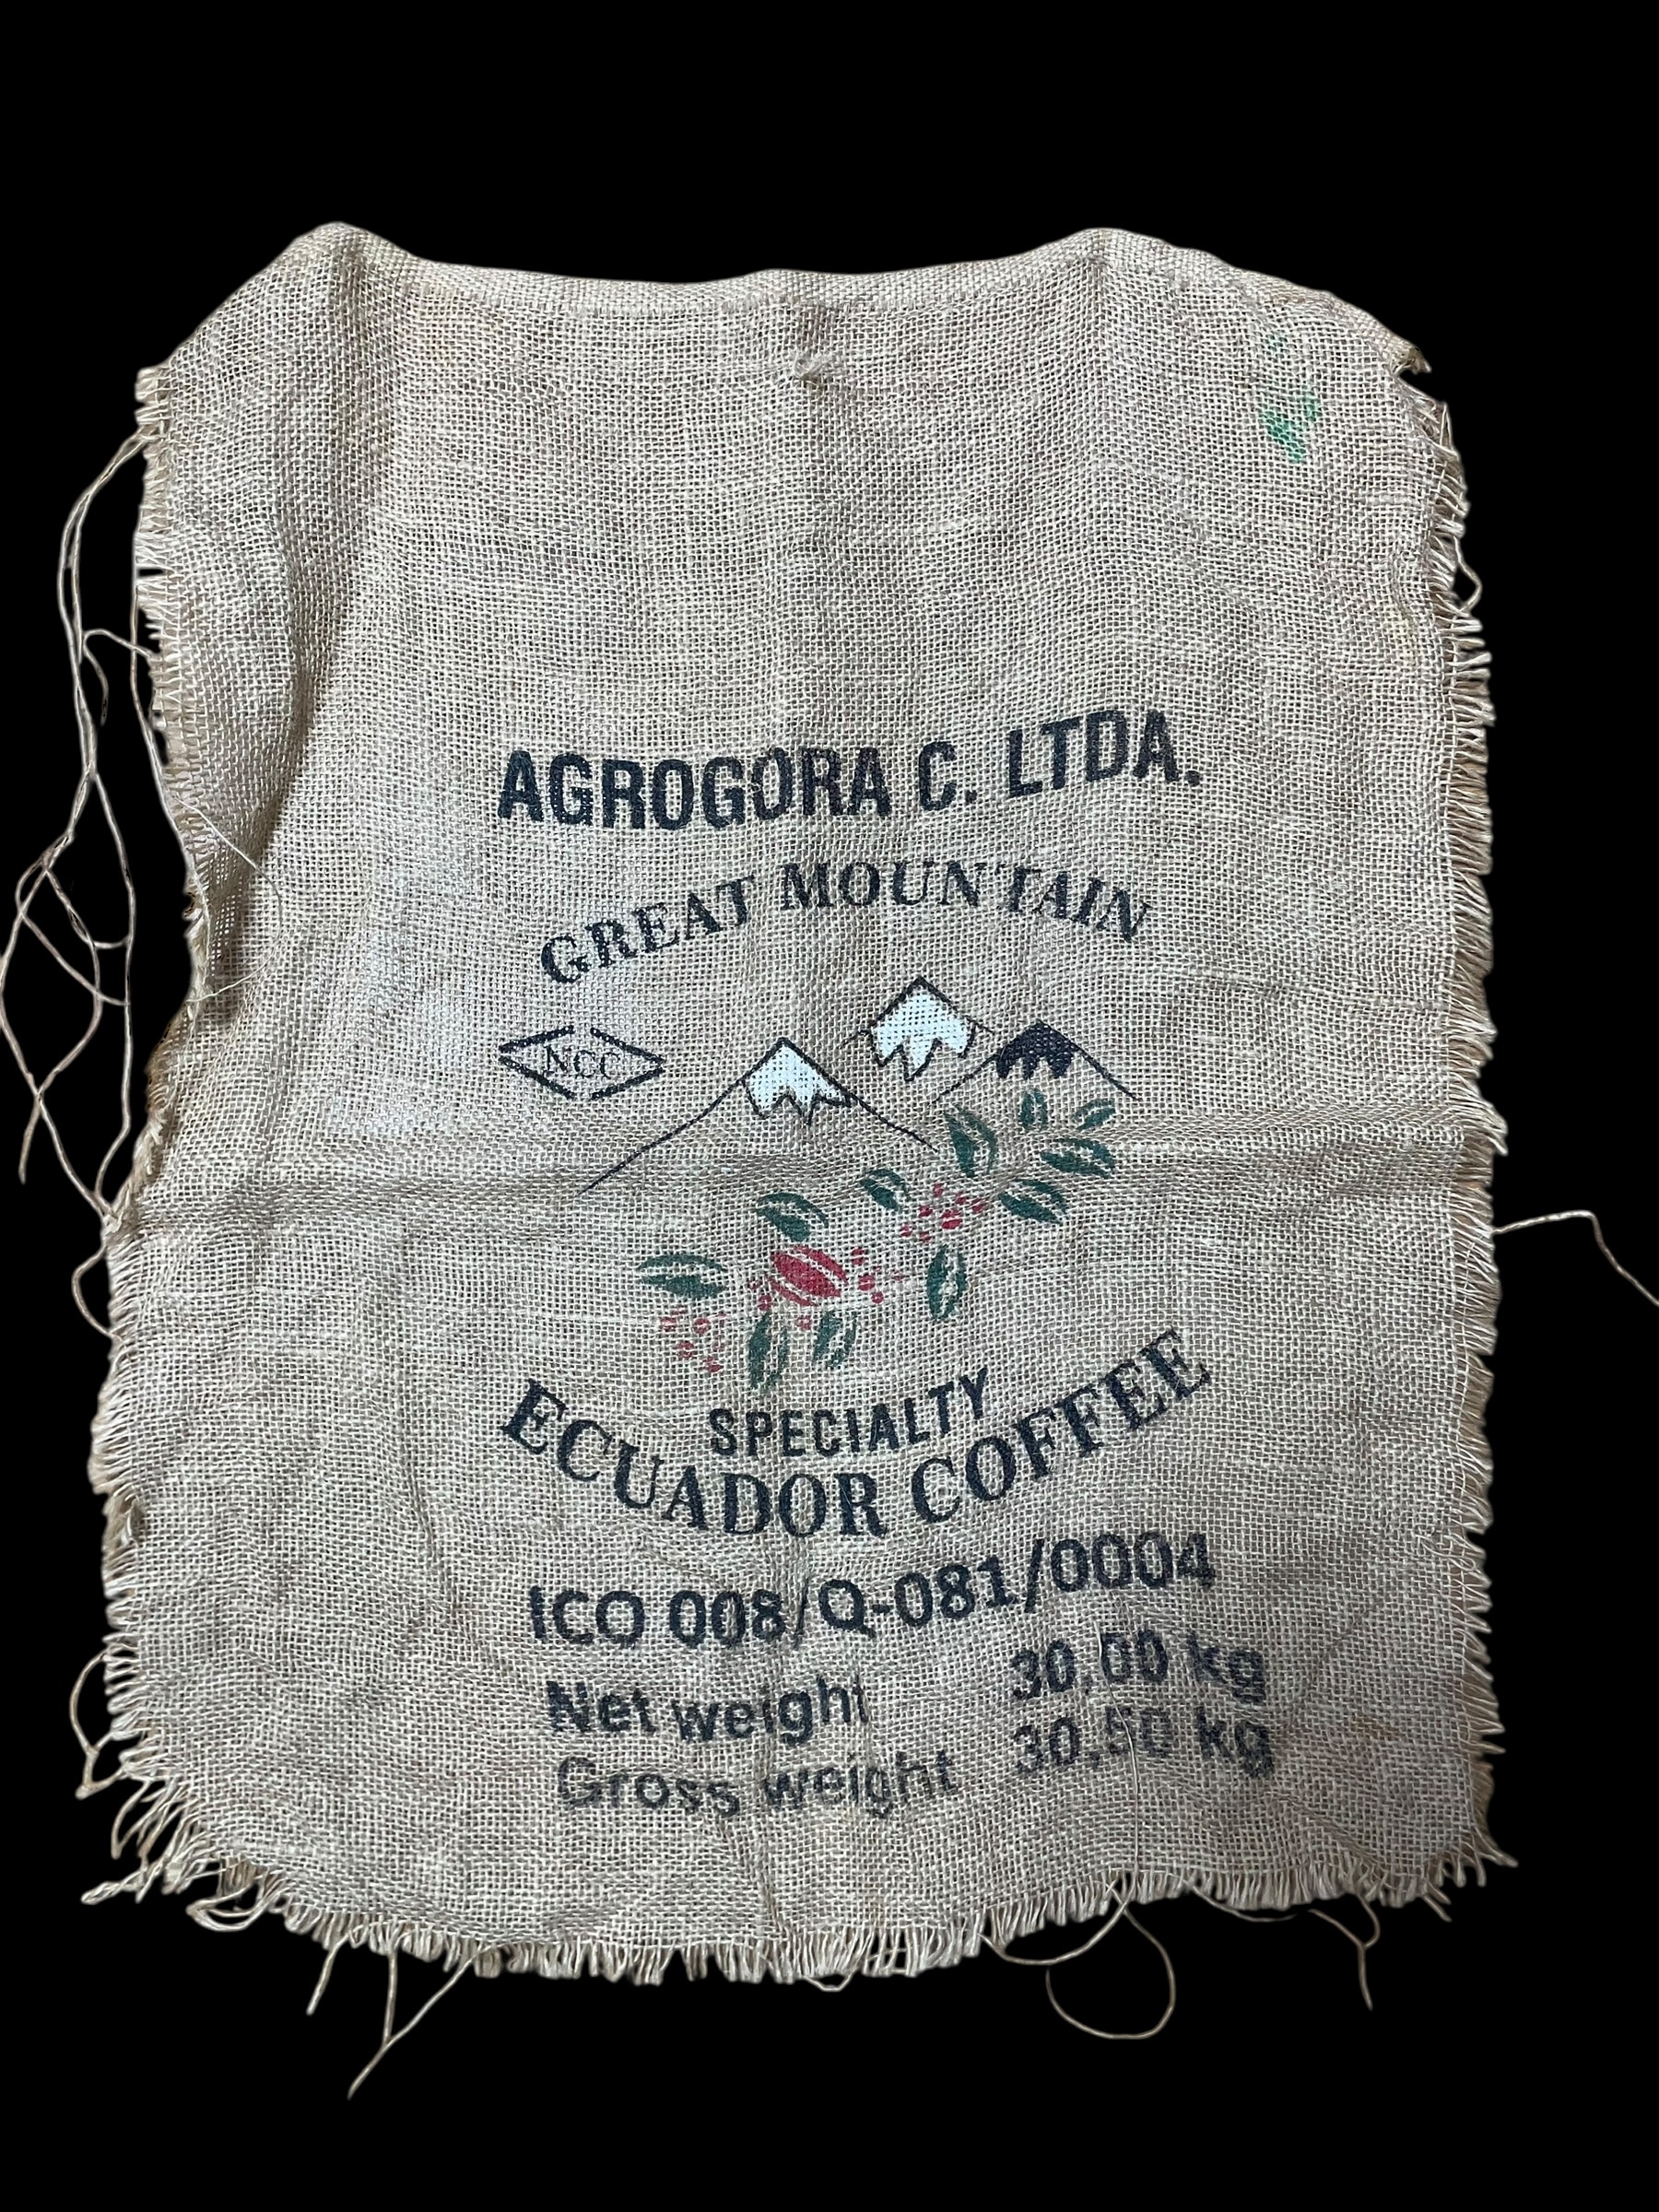 AGROGORA C. LTDA.
GREAT MOUNTAIN
NCC
SPECIALTY
ECUADOR COFFEE
ICO 008/Q-081/0004
Net weight 30,00 kg
Gross weight 30,50 kg